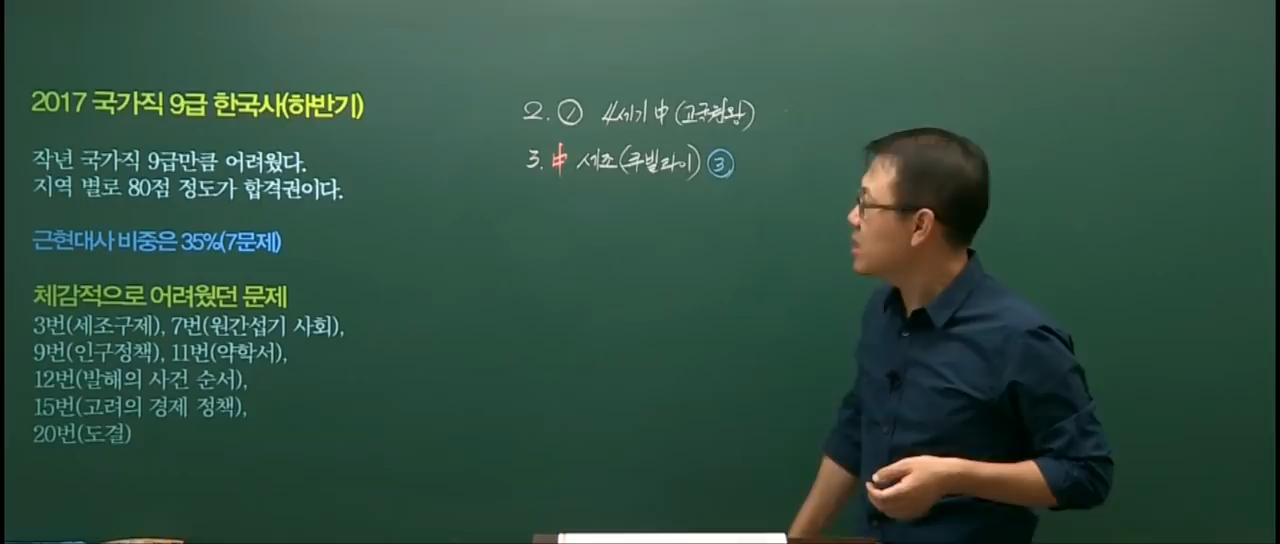 2017 국가직 9급 한국사(하반기)
작년 국가직 9급만큼 어려웠다.
지역 별로 80점 정도가 합격권이다.
근현대사 비중은 35%(7문제)
체감적으로 어려웠던 문제
3번(세조구제), 7번(원간섭기 사회),
9번(인구정책), 11번(약학서),
12번(발해의 사건 순서),
15번(고려의 경제 정책),
20번(도결)
2. ① 4세기 中 (고국원왕)
3. 中 세조(쿠빌라이) ③